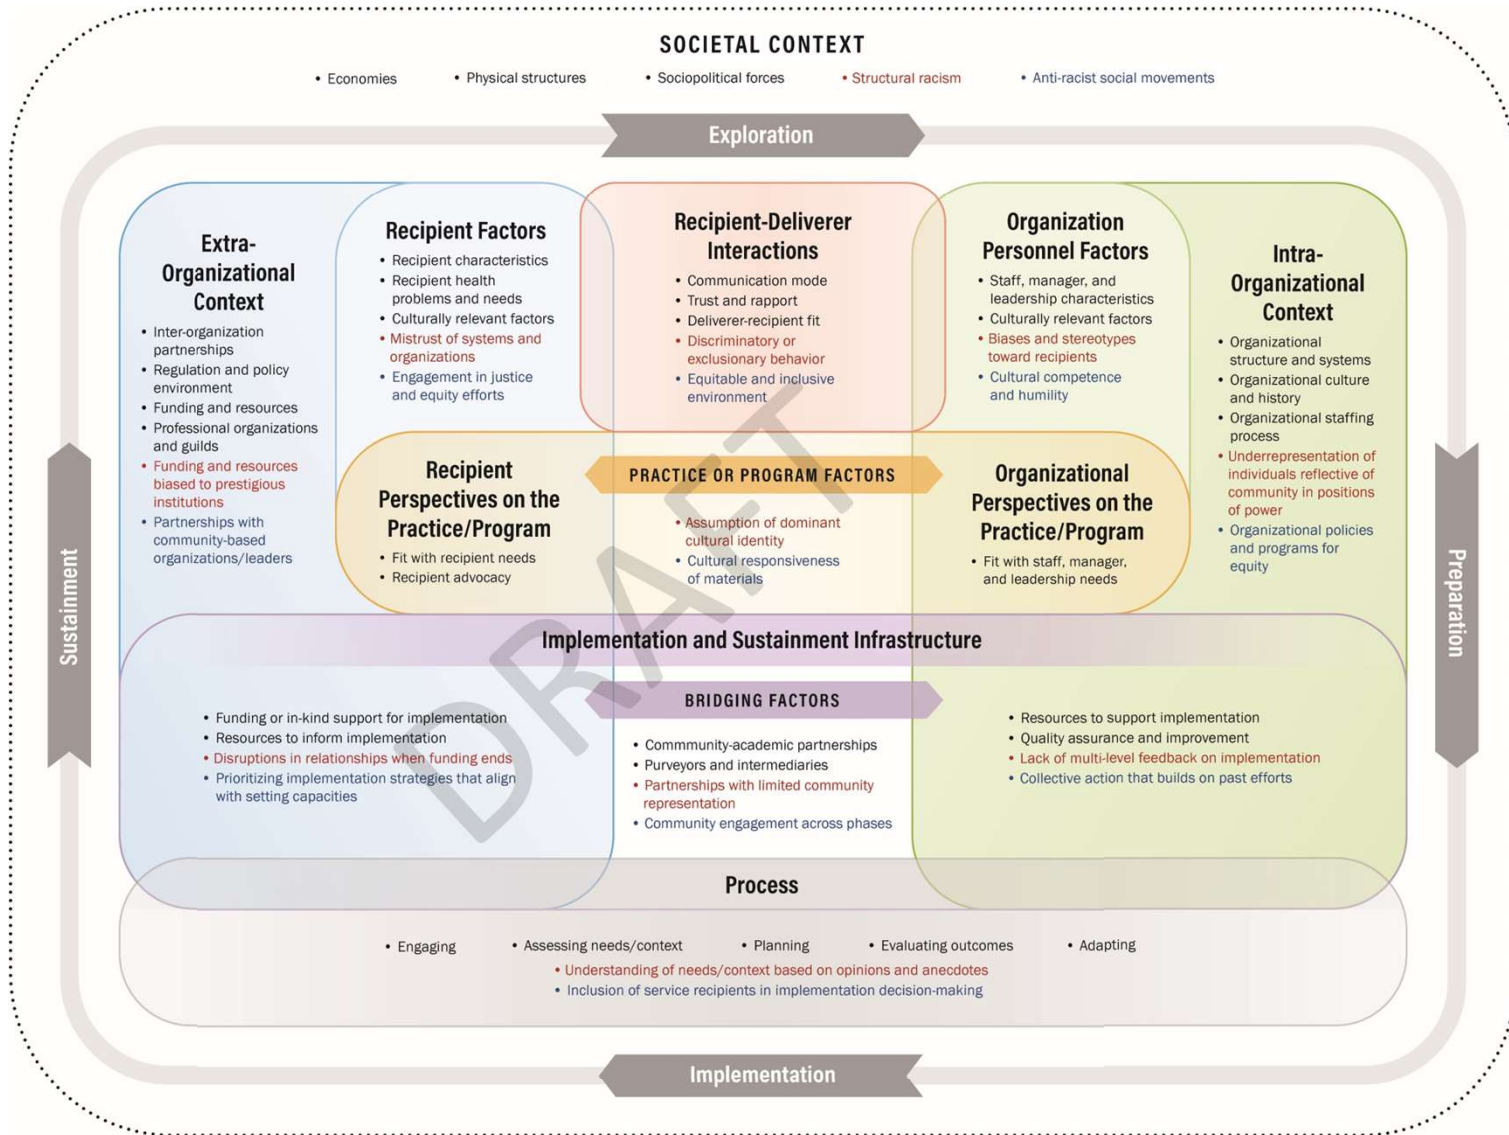 SOCIETAL CONTEXT
• Economies • Physical structures • Sociopolitical forces • Structural racism • Anti-racist social movements
Exploration
Extra-
Organizational
Context
• Inter-organization
partnerships
• Regulation and policy
environment
• Funding and resources
• Professional organizations
and guilds
• Funding and resources
biased to prestigious
institutions
• Partnerships with
community-based
organizations/leaders
Recipient Factors
• Recipient characteristics
• Recipient health
problems and needs
• Culturally relevant factors
• Mistrust of systems and
organizations
• Engagement in justice
and equity efforts
Recipient-Deliverer
Interactions
• Communication mode
• Trust and rapport
• Deliverer-recipient fit
• Discriminatory or
exclusionary behavior
• Equitable and inclusive
environment
Organization
Personnel Factors
• Staff, manager, and
leadership characteristics
• Culturally relevant factors
• Biases and stereotypes
toward recipients
• Cultural competence
and humility
Intra-
Organizational
Context
• Organizational
structure and systems
• Organizational culture
and history
• Organizational staffing
process
• Underrepresentation of
individuals reflective of
community in positions
of power
• Organizational policies
and programs for
equity
Recipient
Perspectives on the
Practice/Program
• Fit with recipient needs
• Recipient advocacy
PRACTICE OR PROGRAM FACTORS
• Assumption of dominant
cultural identity
• Cultural responsiveness
of materials
Organizational
Perspectives on the
Practice/Program
• Fit with staff, manager,
and leadership needs
Sustainment
Preparation
Implementation and Sustainment Infrastructure
• Funding or in-kind support for implementation
• Resources to inform implementation
• Disruptions in relationships when funding ends
• Prioritizing implementation strategies that align
with setting capacities
BRIDGING FACTORS
• Commmunity-academic partnerships
• Purveyors and intermediaries
• Partnerships with limited community
representation
• Community engagement across phases
• Resources to support implementation
• Quality assurance and improvement
• Lack of multi-level feedback on implementation
• Collective action that builds on past efforts
DRAFT
Process
• Engaging • Assessing needs/context • Planning • Evaluating outcomes • Adapting
• Understanding of needs/context based on opinions and anecdotes
• Inclusion of service recipients in implementation decision-making
Implementation